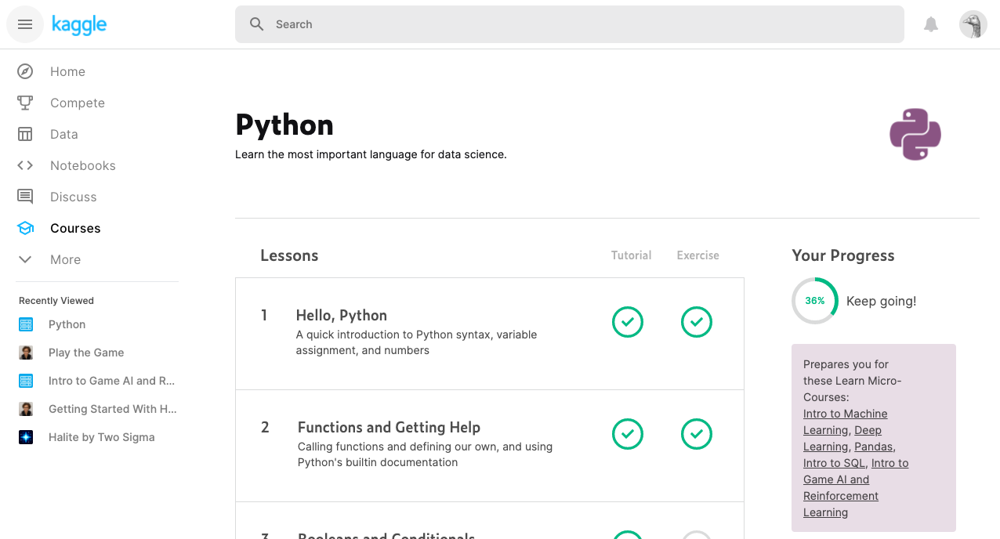 kaggle
Search
Home
Compete
Data
Notebooks
Discuss
Courses
More
Recently Viewed
Python
Play the Game
Intro to Game AI and R...
Getting Started With H...
Halite by Two Sigma
Python
Learn the most important language for data science.
Lessons
Tutorial
Exercise
1
Hello, Python
A quick introduction to Python syntax, variable
assignment, and numbers
2
Functions and Getting Help
Calling functions and defining our own, and using
Python's builtin documentation
3
Booleans and Conditionals
Your Progress
36%
Keep going!
Prepares you for
these Learn Micro-
Courses:
Intro to Machine
Learning, Deep
Learning, Pandas,
Intro to SQL, Intro to
Game AI and
Reinforcement
Learning